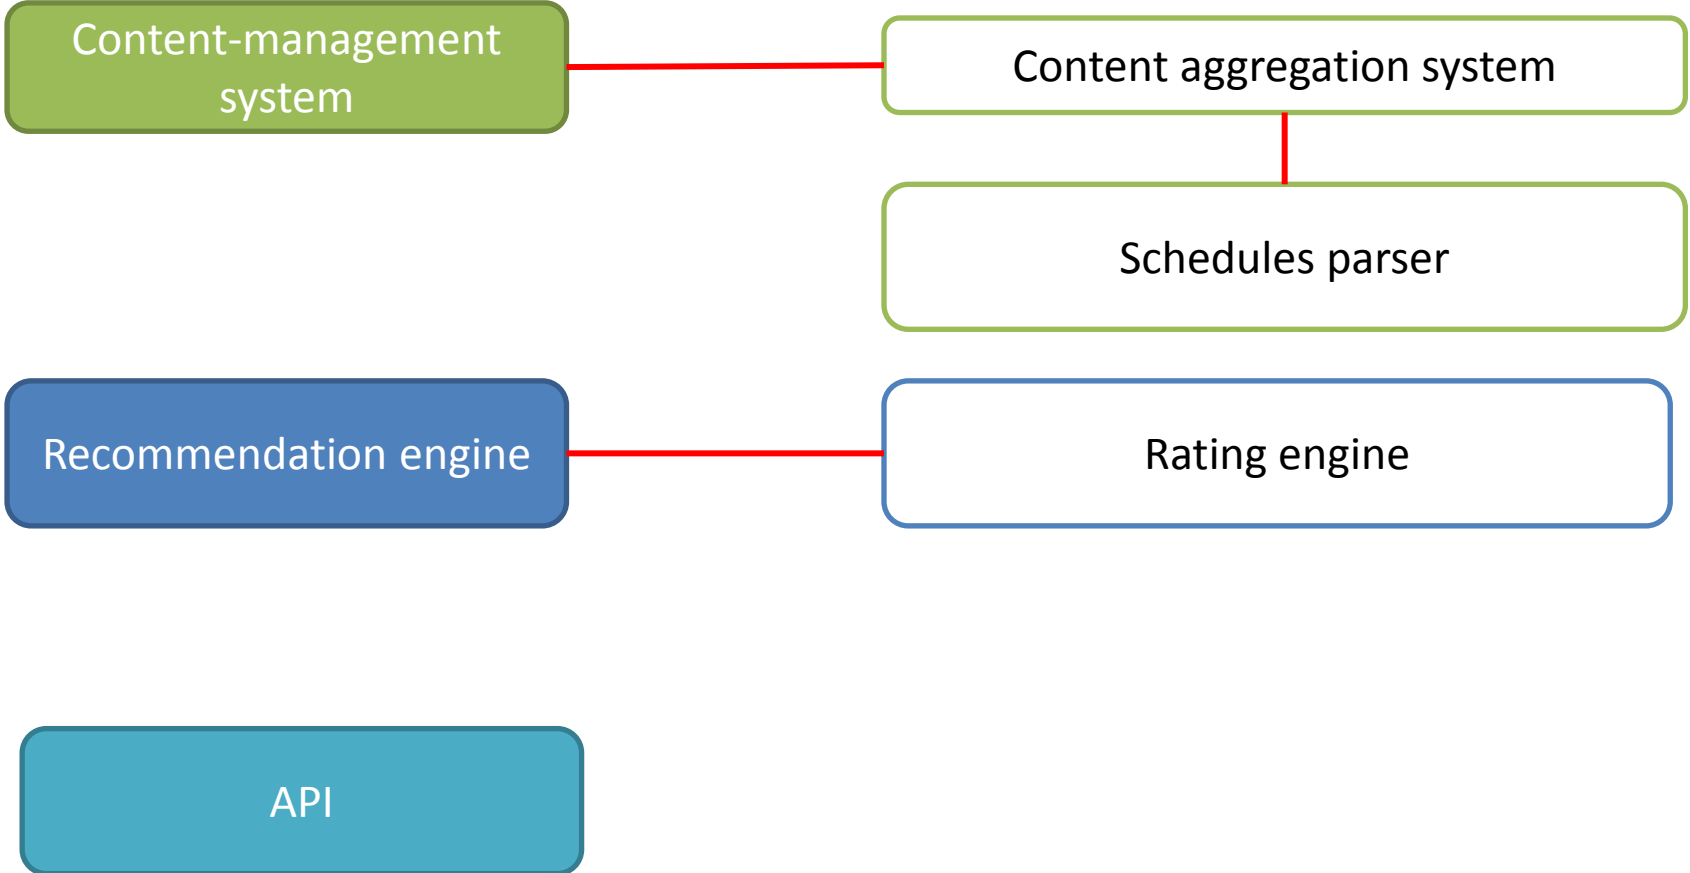 Content-management
system
Content aggregation system
Schedules parser
Recommendation engine
Rating engine
API